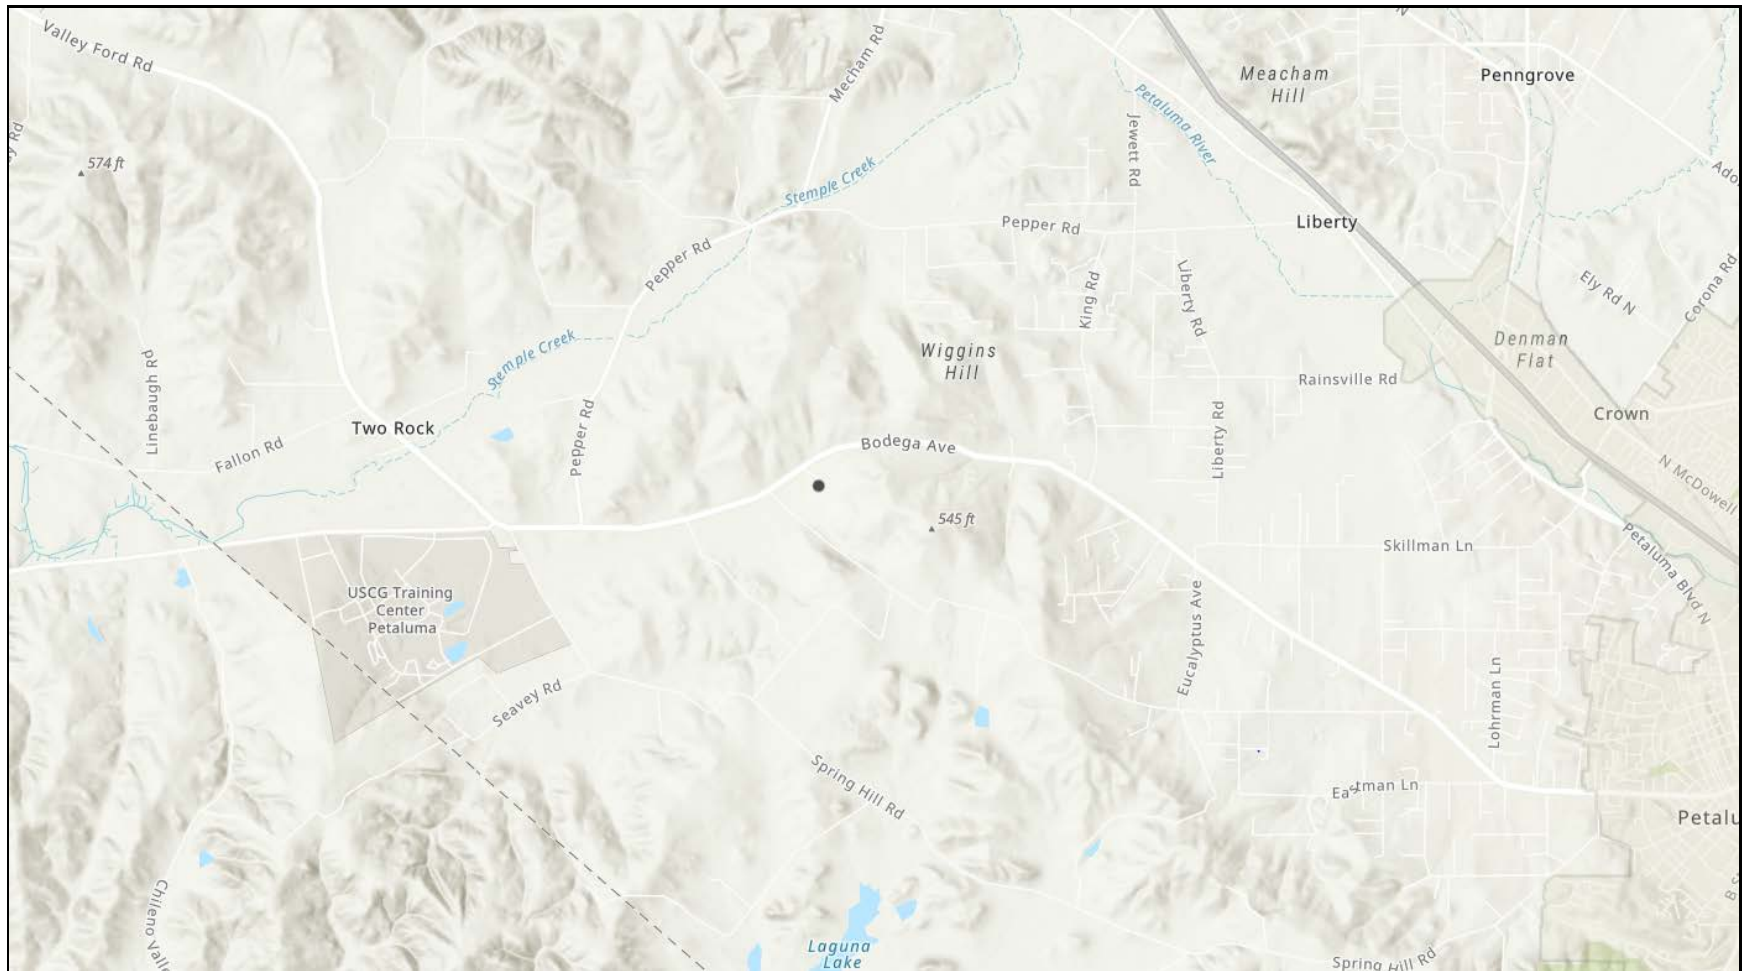 Valley Ford Rd
Mecham Rd
Meacham
Hill
Penngrove
574 ft
Petaluma River
Jewett Rd
Stemple Creek
Pepper Rd
Liberty
Pepper Rd
King Rd
Liberty Rd
Ely Rd N
Corona Rd
Stemple Creek
Wiggins
Hill
Denman
Flat
Linebaugh Rd
Rainsville Rd
Crown
Two Rock
Fallon Rd
Pepper Rd
Bodega Ave
Liberty Rd
N McDowell
545 ft
Skillman Ln
Petaluma Blvd N
USCG Training
Center
Petaluma
Eucalyptus Ave
Seavey Rd
Lohrman Ln
Spring Hill Rd
Eastman Ln
Petalu
Chileno Valle
Laguna
Lake
Spring Hill Rd